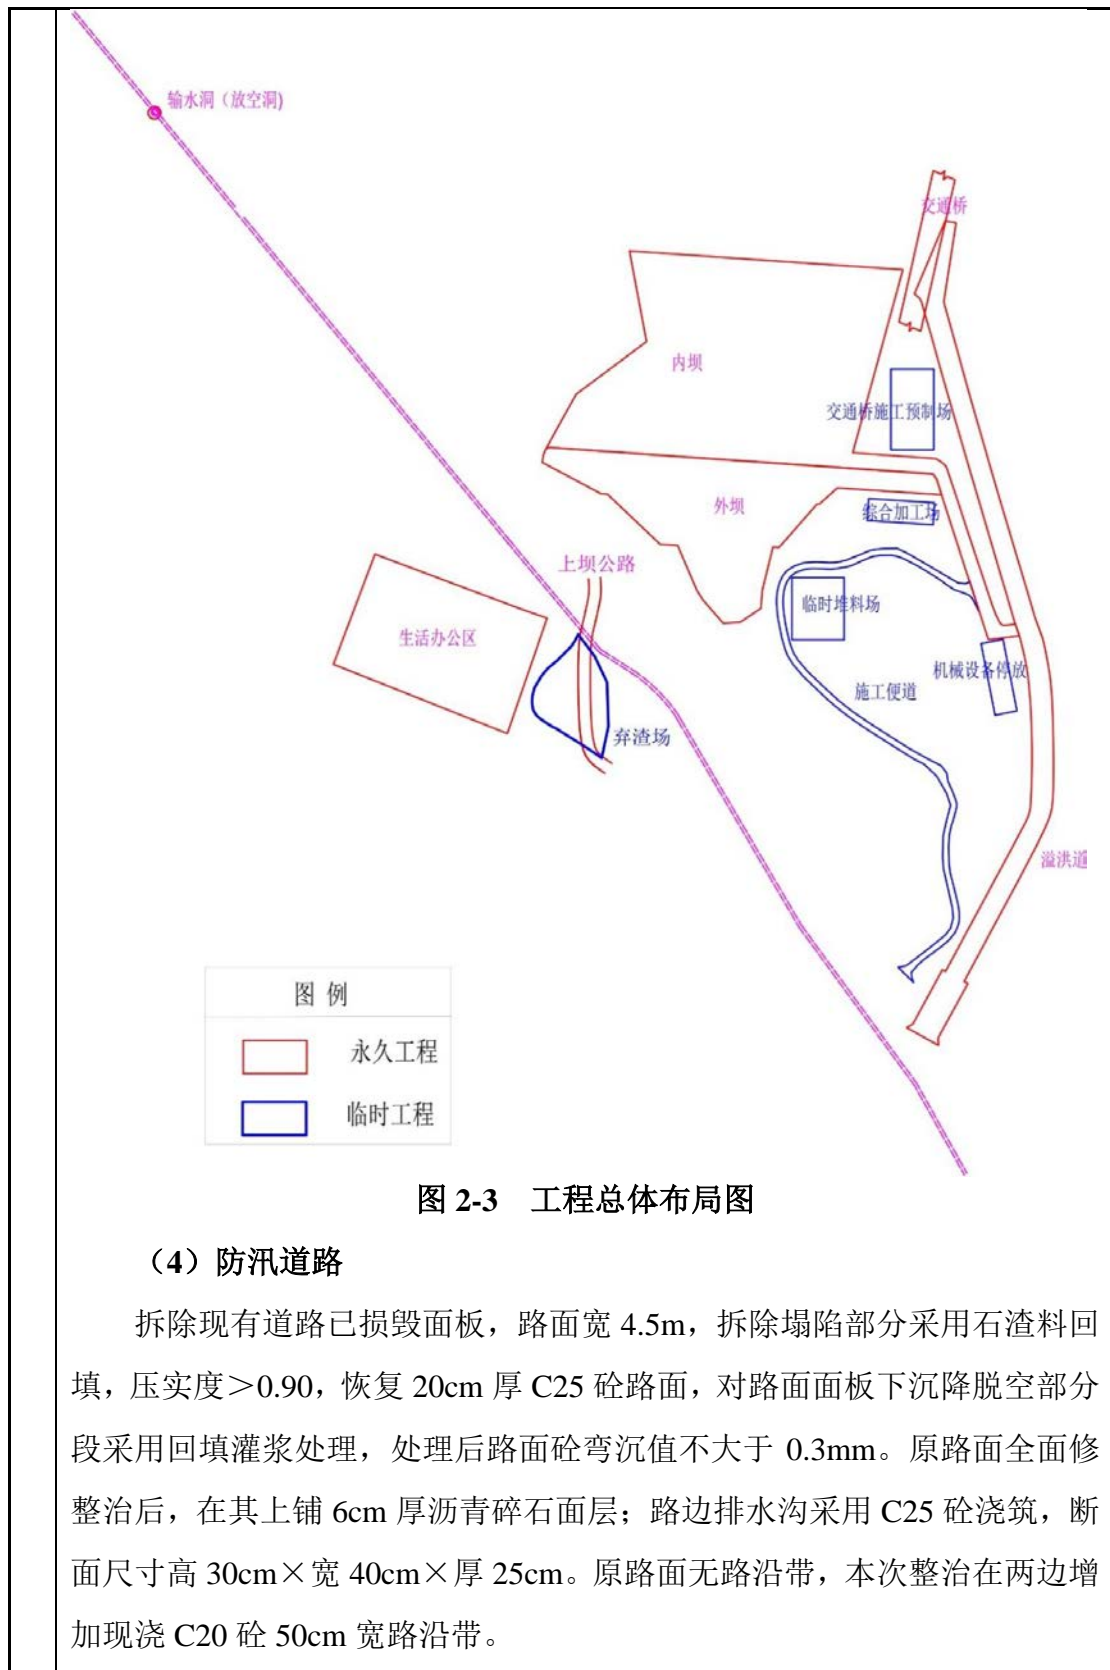 输水洞（放空洞)
交通桥
内坝
交通桥施工预制场
外坝
综合加工场
上坝公路
临时堆料场
生活办公区
机械设备停放
施工便道
弃渣场
溢洪道
图 例
永久工程
临时工程
图 2-3 工程总体布局图
（4）防汛道路
拆除现有道路已损毁面板，路面宽 4.5m，拆除塌陷部分采用石渣料回
填，压实度＞0.90，恢复 20cm 厚 C25 砼路面，对路面面板下沉降脱空部分
段采用回填灌浆处理，处理后路面砼弯沉值不大于 0.3mm。原路面全面修
整治后，在其上铺 6cm 厚沥青碎石面层；路边排水沟采用 C25 砼浇筑，断
面尺寸高 30cm×宽 40cm×厚 25cm。原路面无路沿带，本次整治在两边增
加现浇 C20 砼 50cm 宽路沿带。